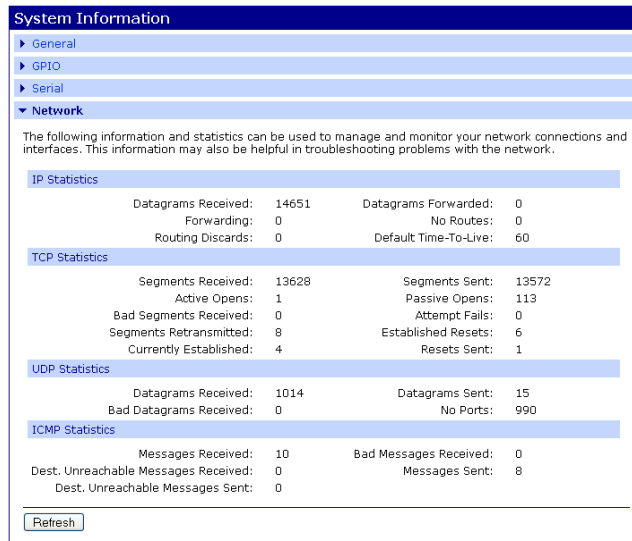 System Information
General
GPIO
Serial
Network
The following information and statistics can be used to manage and monitor your network connections and
interfaces. This information may also be helpful in troubleshooting problems with the network.
IP Statistics
Datagrams Received: 14651 Datagrams Forwarded: 0
Forwarding: 0 No Routes: 0
Routing Discards: 0 Default Time-To-Live: 60
TCP Statistics
Segments Received: 13628 Segments Sent: 13572
Active Opens: 1 Passive Opens: 113
Bad Segments Received: 0 Attempt Fails: 0
Segments Retransmitted: 8 Established Resets: 6
Currently Established: 4 Resets Sent: 1
UDP Statistics
Datagrams Received: 1014 Datagrams Sent: 15
Bad Datagrams Received: 0 No Ports: 990
ICMP Statistics
Messages Received: 10 Bad Messages Received: 0
Dest. Unreachable Messages Received: 0 Messages Sent: 8
Dest. Unreachable Messages Sent: 0
Refresh